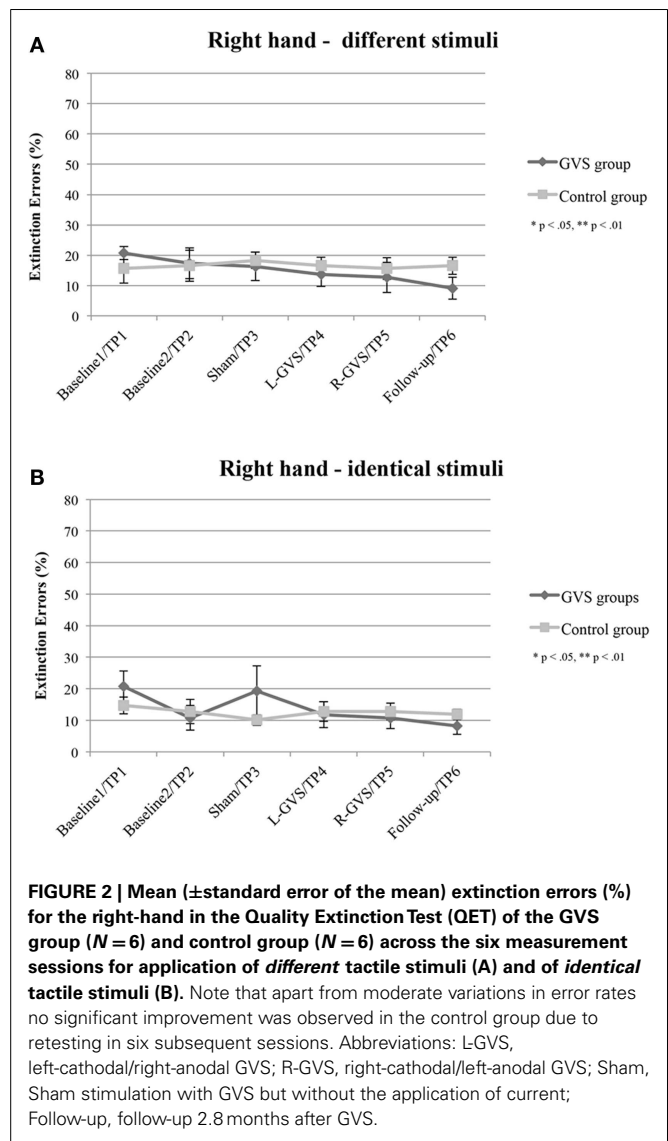 A
Right hand - different stimuli
80
70
60
50
40
30
20
10
0
Extinction Errors (%)
Baseline1/TP1
Baseline2/TP2
Sham/TP3
L-GVS/TP4
R-GVS/TP5
Follow-up/TP6
GVS group
Control group
* p < .05, ** p < .01
B
Right hand - identical stimuli
80
70
60
50
40
30
20
10
0
Extinction Errors (%)
Baseline1/TP1
Baseline2/TP2
Sham/TP3
L-GVS/TP4
R-GVS/TP5
Follow-up/TP6
GVS groups
Control group
* p < .05, ** p < .01
FIGURE 2 | Mean (±standard error of the mean) extinction errors (%)
for the right-hand in the Quality Extinction Test (QET) of the GVS
group (N = 6) and control group (N = 6) across the six measurement
sessions for application of different tactile stimuli (A) and of identical
tactile stimuli (B). Note that apart from moderate variations in error rates
no significant improvement was observed in the control group due to
retesting in six subsequent sessions. Abbreviations: L-GVS,
left-cathodal/right-anodal GVS; R-GVS, right-cathodal/left-anodal GVS; Sham,
Sham stimulation with GVS but without the application of current;
Follow-up, follow-up 2.8 months after GVS.